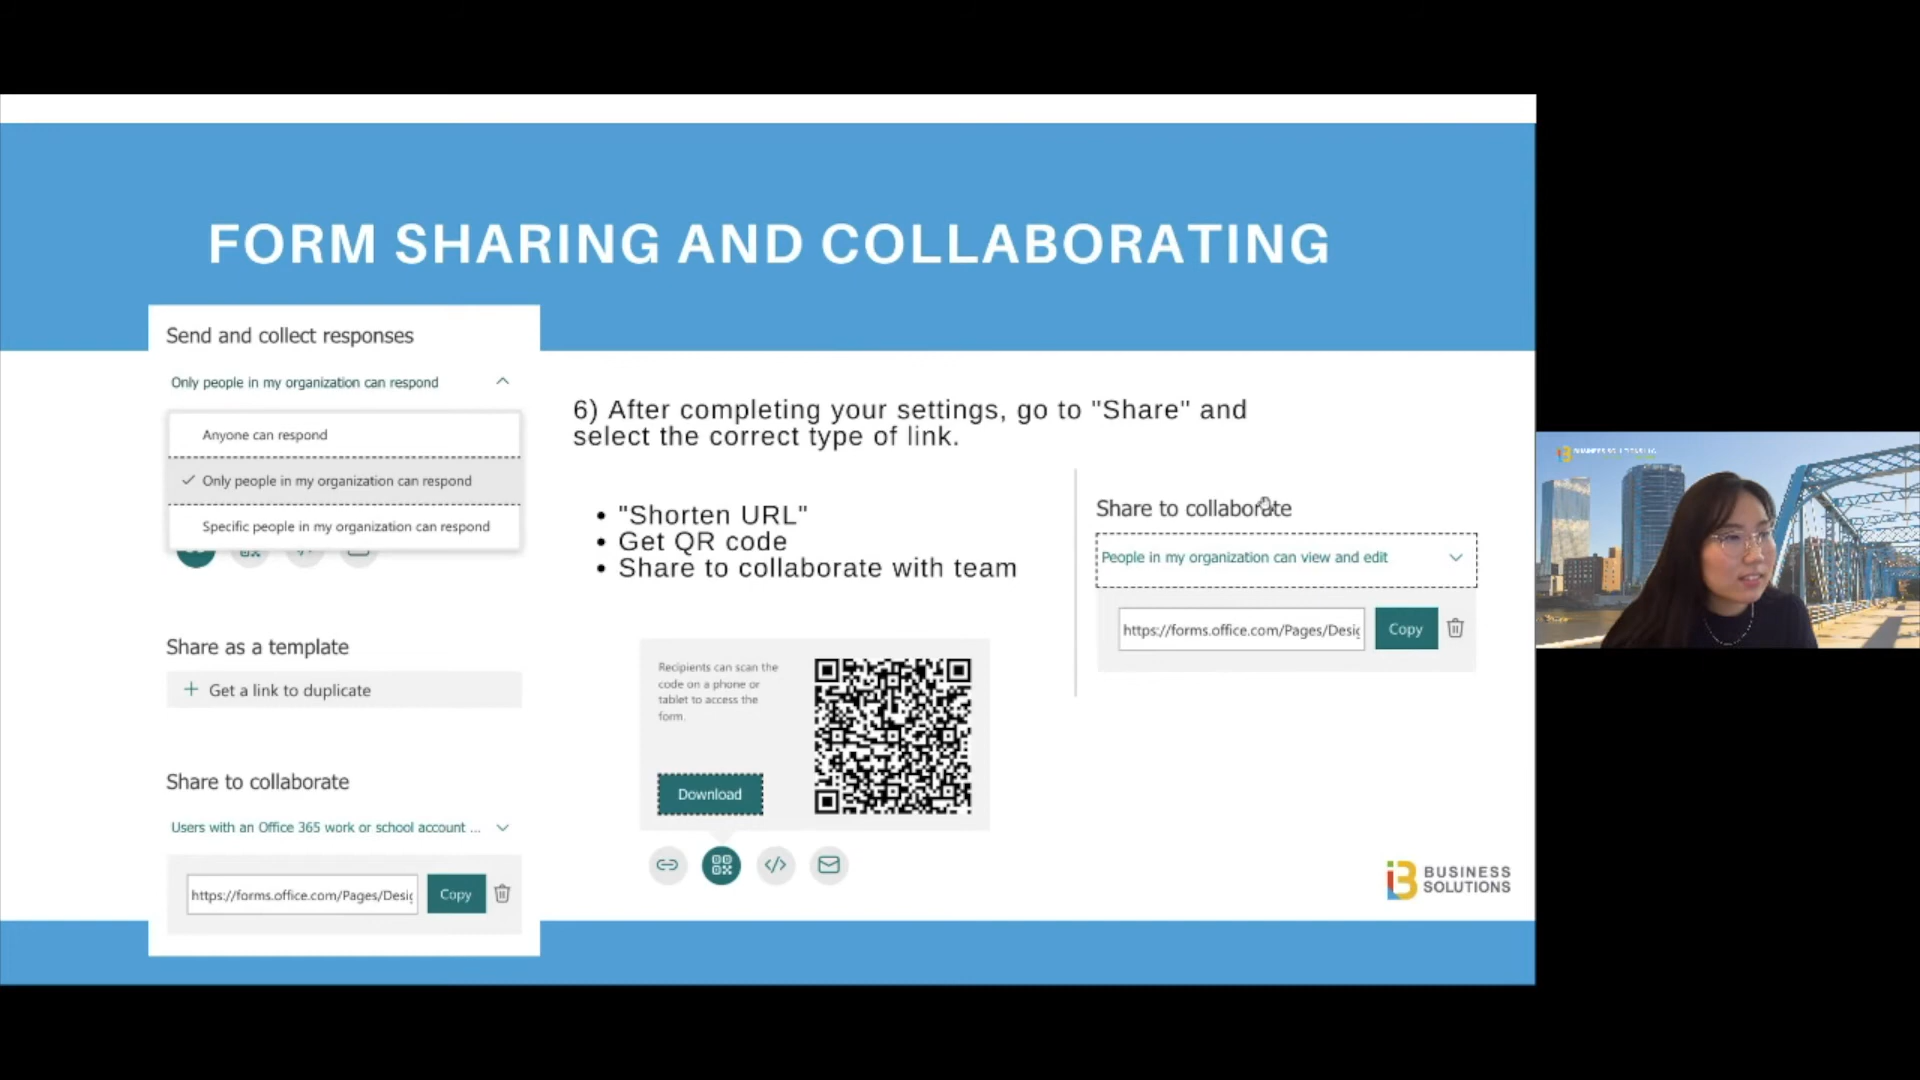 FORM SHARING AND COLLABORATING
Send and collect responses
Only people in my organization can respond
Anyone can respond
Only people in my organization can respond
Specific people in my organization can respond
Share as a template
Get a link to duplicate
Share to collaborate
Users with an Office 365 work or school account ...
https://forms.office.com/Pages/Desig
Copy
6) After completing your settings, go to "Share" and
select the correct type of link.
• "Shorten URL"
• Get QR code
• Share to collaborate with team
Recipients can scan the
code on a phone or
tablet to access the
form.
Download
Share to collaborate
People in my organization can view and edit
https://forms.office.com/Pages/Desig
Copy
BUSINESS
SOLUTIONS